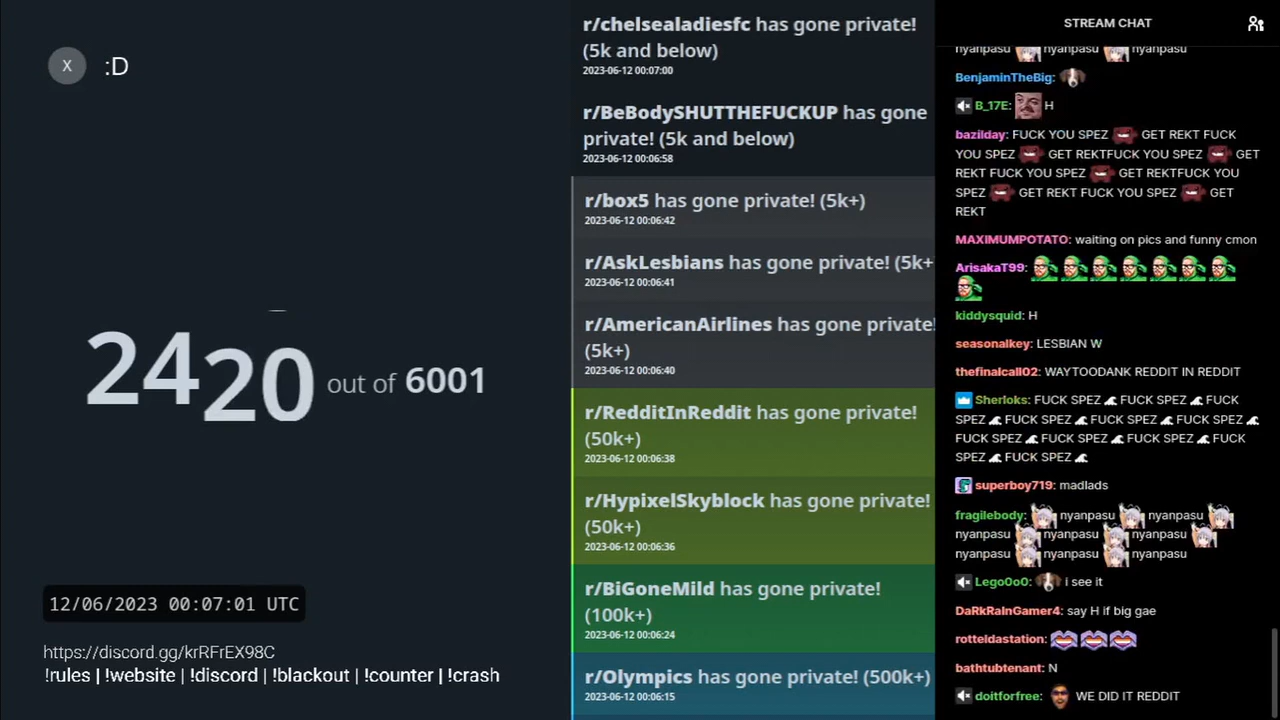 X :D
2420 out of 6001
12/06/2023 00:07:01 UTC
https://discord.gg/krRFrEX98C
!rules | !website | !discord | !blackout | !counter | !crash
r/chelsealadiesfc has gone private!
(5k and below)
2023-06-12 00:07:00
r/BeBodySHUTTHEFUCKUP has gone
private! (5k and below)
2023-06-12 00:06:58
r/box5 has gone private! (5k+)
2023-06-12 00:06:42
r/AskLesbians has gone private! (5k+
2023-06-12 00:06:41
r/AmericanAirlines has gone private!
(5k+)
2023-06-12 00:06:40
r/RedditInReddit has gone private!
(50k+)
2023-06-12 00:06:38
r/HypixelSkyblock has gone private!
(50k+)
2023-06-12 00:06:36
r/BiGoneMild has gone private!
(100k+)
2023-06-12 00:06:24
r/Olympics has gone private! (500k+)
2023-06-12 00:06:15
STREAM CHAT
nyanpasu nyanpasu nyanpasu
BenjaminTheBig:
B_17E: H
bazilday: FUCK YOU SPEZ GET REKT FUCK
YOU SPEZ GET REKTFUCK YOU SPEZ GET
REKT FUCK YOU SPEZ GET REKTFUCK YOU
SPEZ GET REKT FUCK YOU SPEZ GET
REKT
MAXIMUMPOTATO: waiting on pics and funny cmon
ArisakaT99:
kiddysquid: H
seasonalkey: LESBIAN W
thefinalcall02: WAYTOODANK REDDIT IN REDDIT
Sherloks: FUCK SPEZ FUCK SPEZ FUCK
SPEZ FUCK SPEZ FUCK SPEZ FUCK SPEZ
FUCK SPEZ FUCK SPEZ FUCK SPEZ FUCK
SPEZ FUCK SPEZ
superboy719: madlads
fragilebody: nyanpasu nyanpasu
nyanpasu nyanpasu nyanpasu
nyanpasu nyanpasu nyanpasu
Lego0o0: i see it
DaRkRaInGamer4: say H if big gae
rotteldastation:
bathtubtenant: N
doitforfree: WE DID IT REDDIT